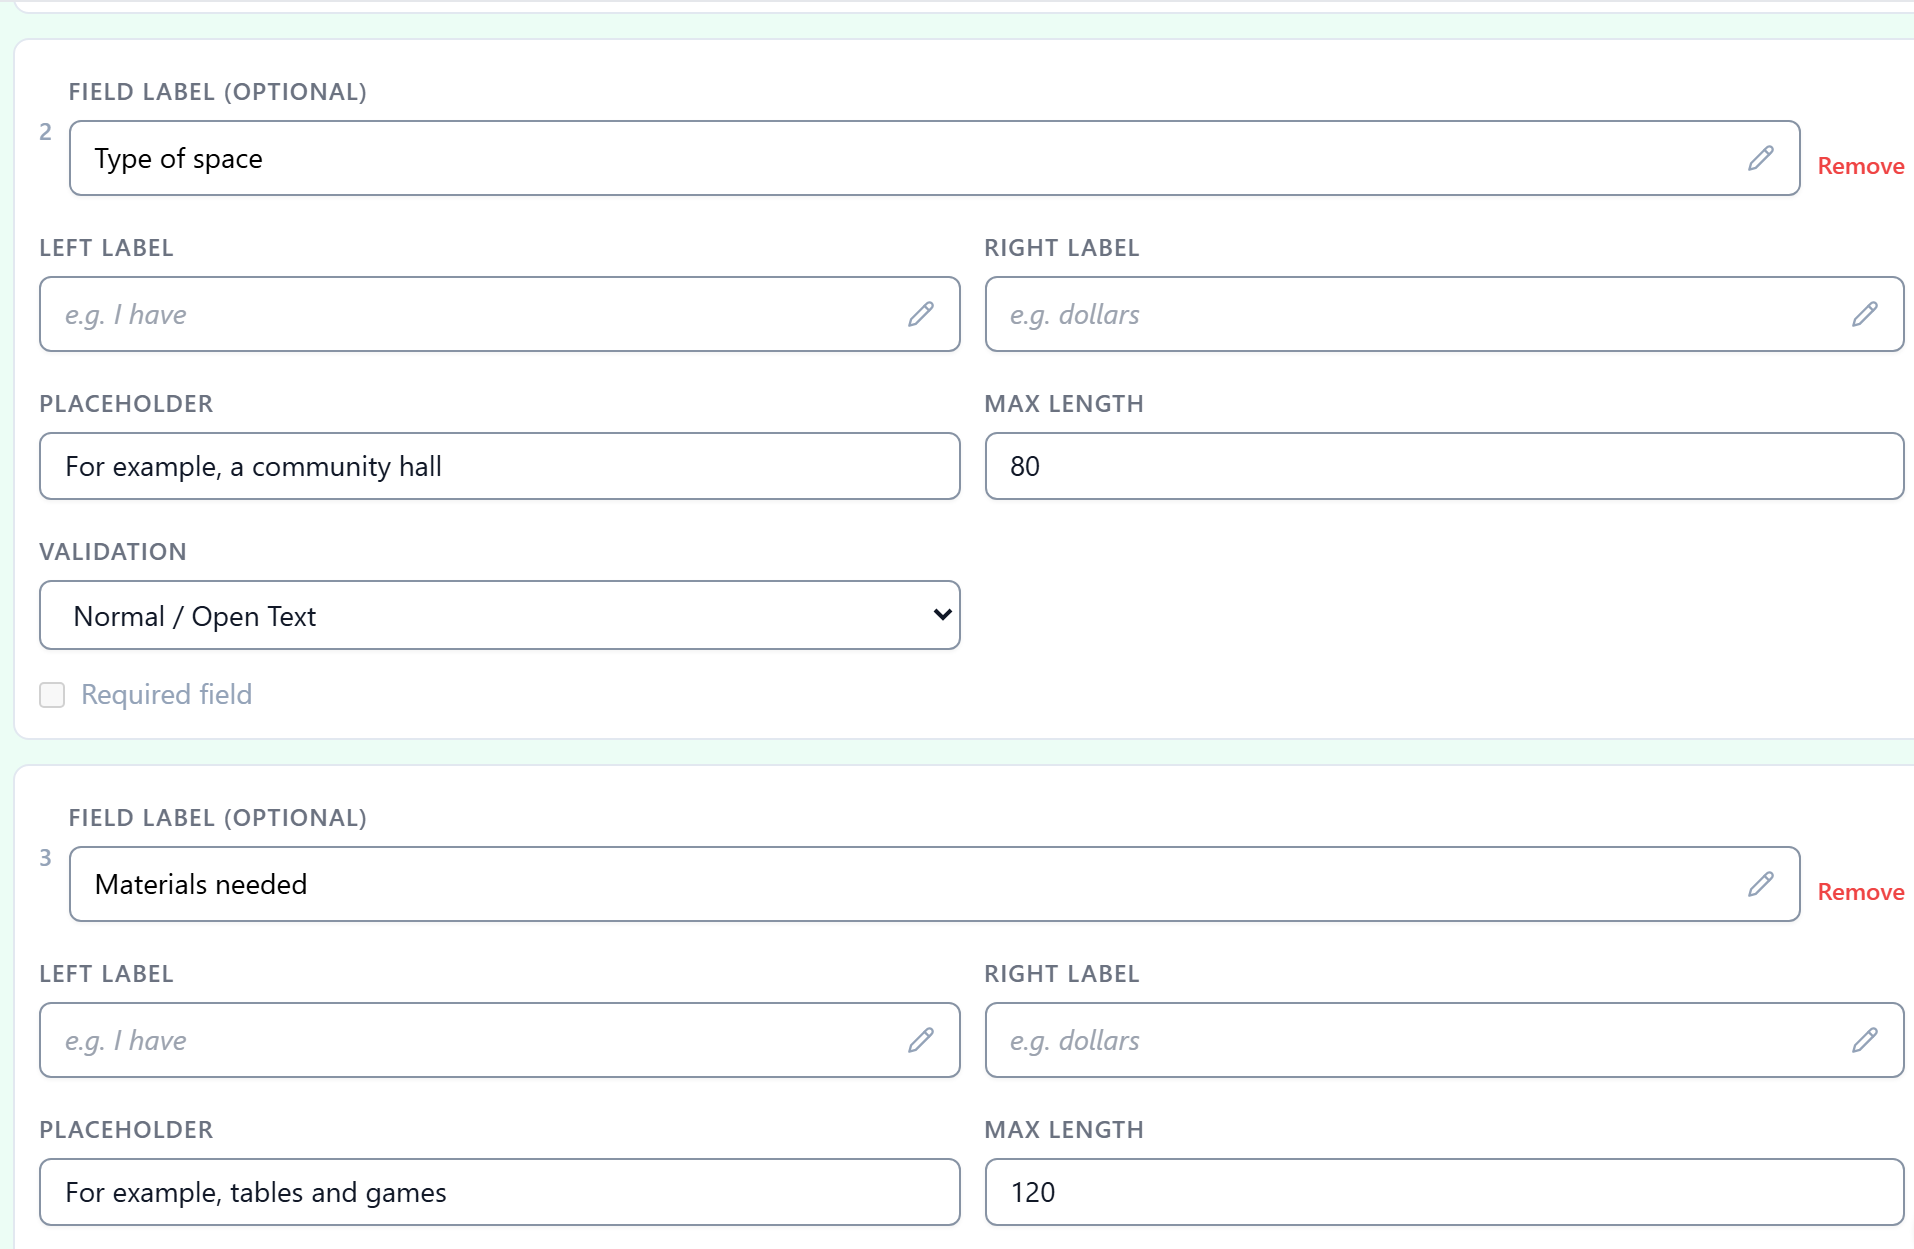 FIELD LABEL (OPTIONAL)
2
Type of space
Remove
LEFT LABEL
RIGHT LABEL
e.g. I have
e.g. dollars
PLACEHOLDER
MAX LENGTH
For example, a community hall
80
VALIDATION
Normal / Open Text
Required field
FIELD LABEL (OPTIONAL)
3
Materials needed
Remove
LEFT LABEL
RIGHT LABEL
e.g. I have
e.g. dollars
PLACEHOLDER
MAX LENGTH
For example, tables and games
120